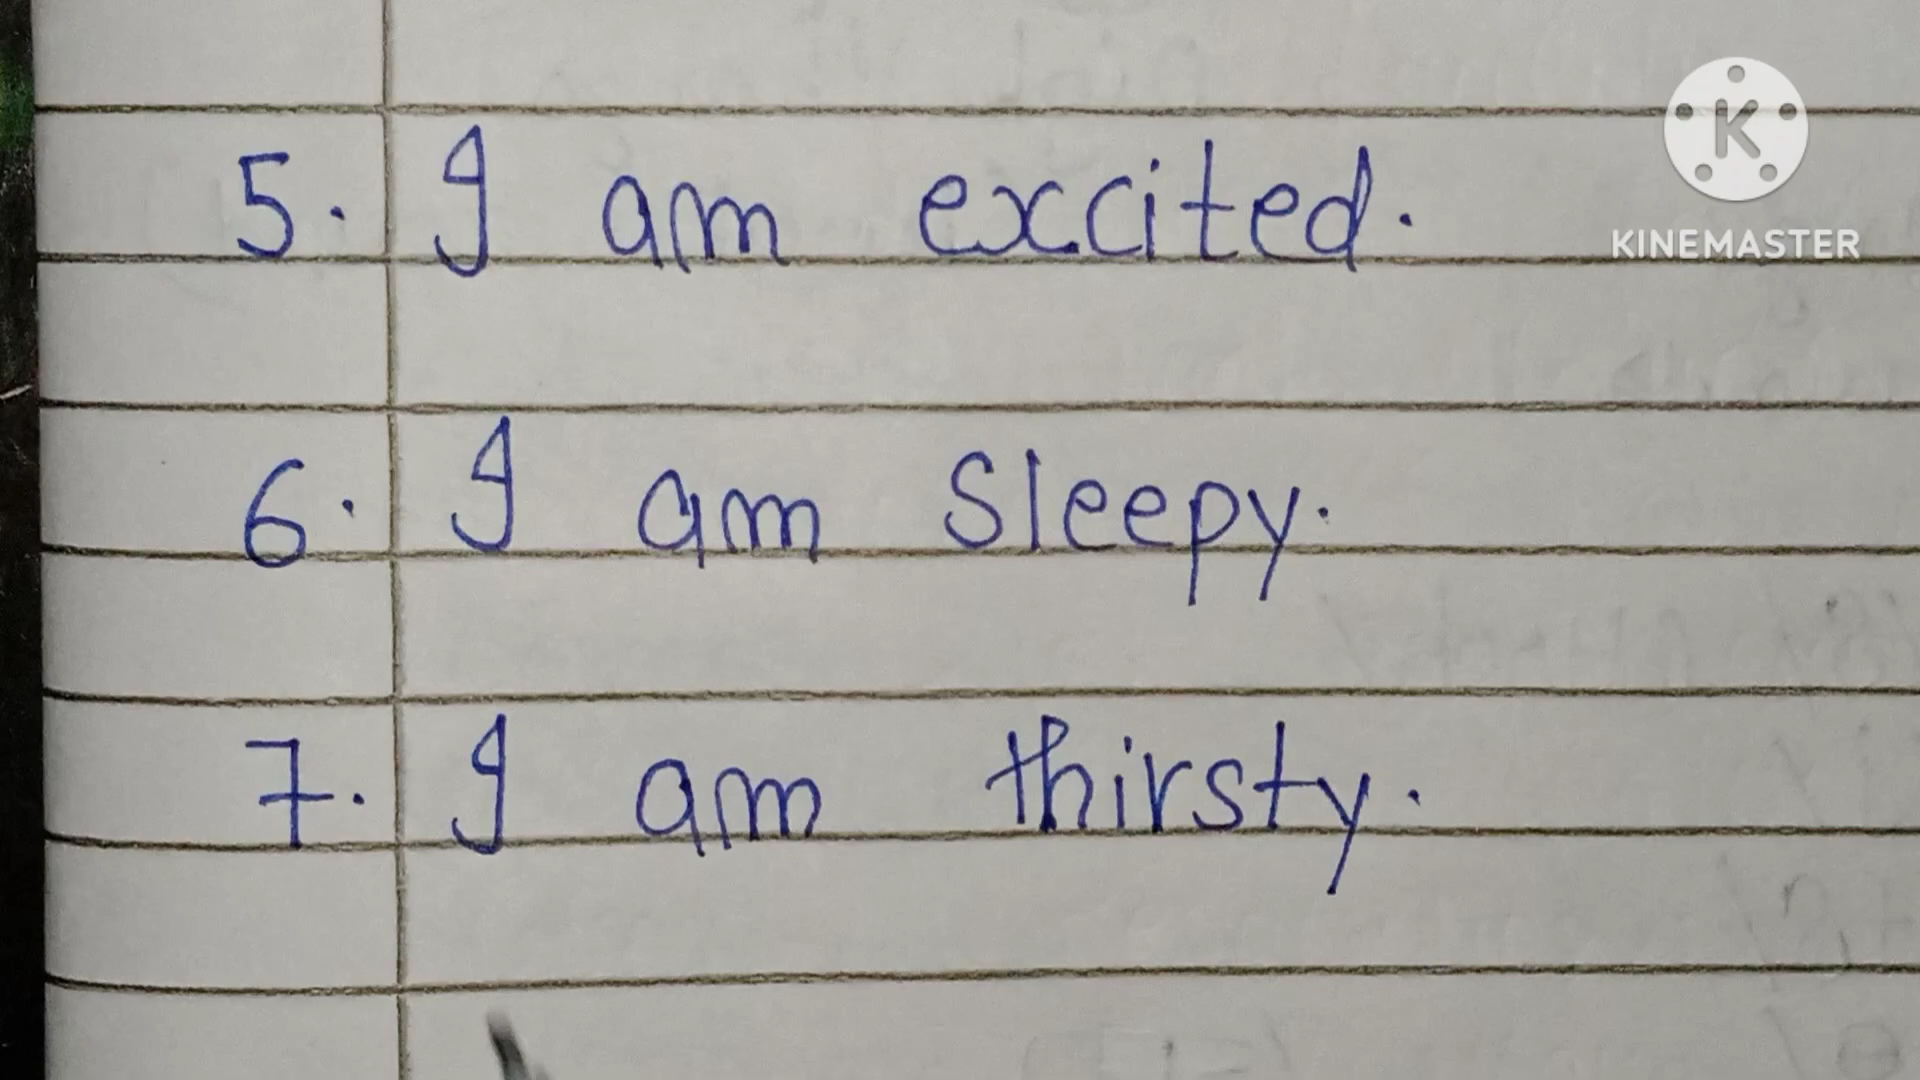 5. I am excited.
KINEMASTER
6. I am Sleepy.
7. I am thirsty.